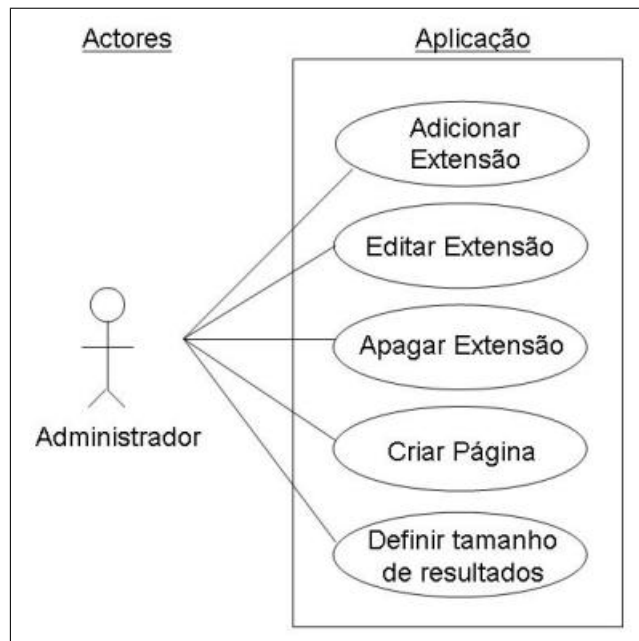 Actores
Aplicação
Adicionar
Extensão
Editar Extensão
Apagar Extensão
Administrador
Criar Página
Definir tamanho
de resultados